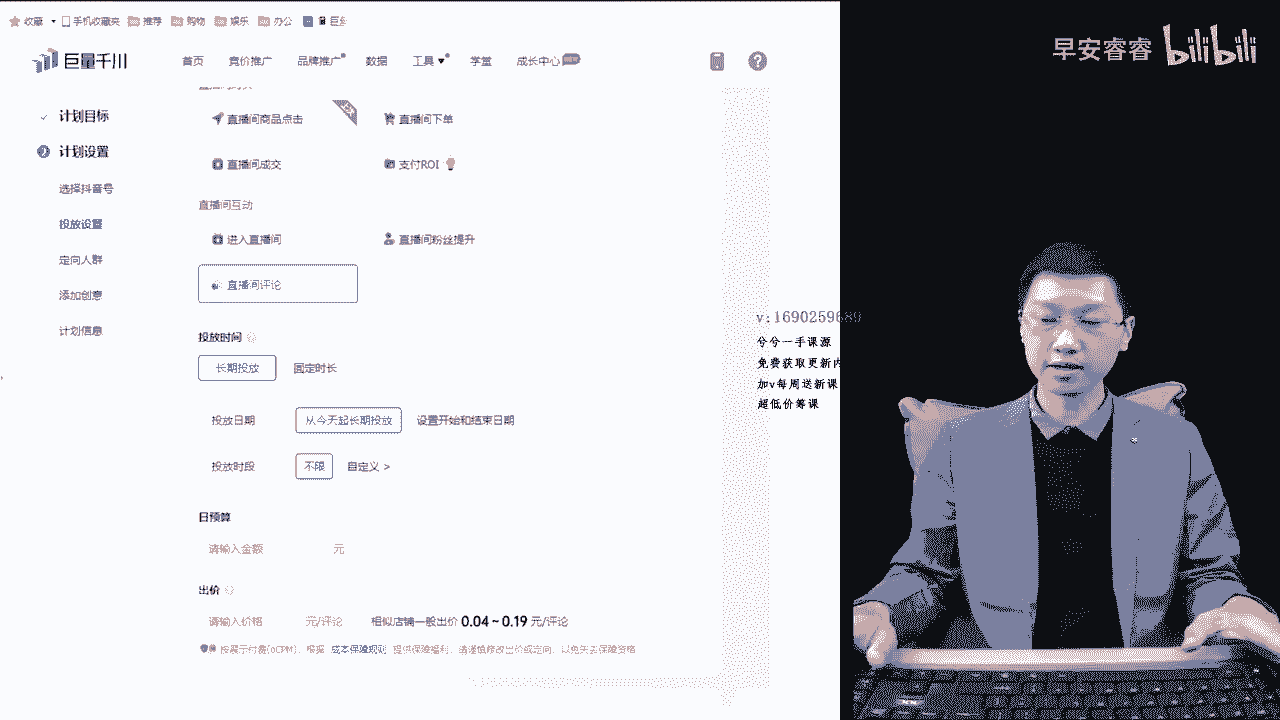 收藏 手机收藏夹 推荐 购物 娱乐 办公 巨
早安睿睿 bilibili
巨量千川 首页 竞价推广 品牌推广 数据 工具 学堂 成长中心
计划目标
计划设置
选择抖音号
投放设置
定向人群
添加创意
计划信息
直播间商品点击 直播间下单
直播间成交 支付ROI
直播间互动
进入直播间 直播间粉丝提升
直播间评论
投放时间
长期投放 固定时长
投放日期 从今天起长期投放 设置开始和结束日期
投放时段 不限 自定义 >
日预算
请输入金额 元
出价
请输入价格 元/评论 相似店铺一般出价 0.04 ~ 0.19 元/评论
按展示付费(oCPM)，根据 成本保障规则 提供保障福利，请谨慎修改出价或定向，以免失去保障资格
v:1690259689
兮兮一手课源
免费获取更新内
加v每周送新课
超低价筹课